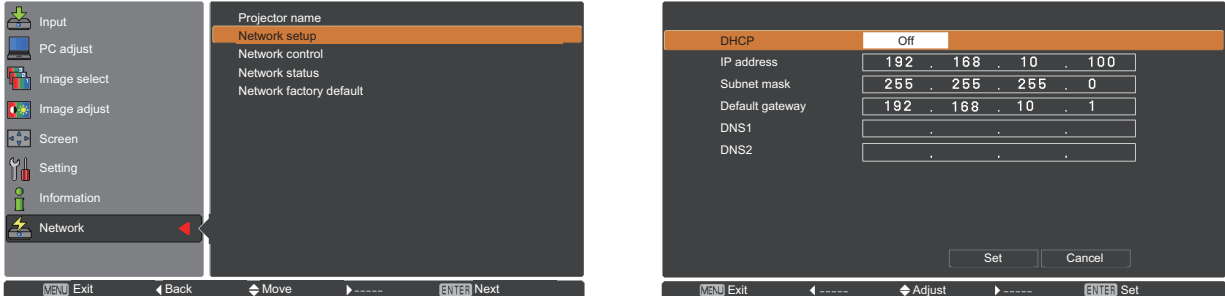 Input
PC adjust
Image select
Image adjust
Screen
Setting
Information
Network
Projector name
Network setup
Network control
Network status
Network factory default
MENU Exit Back Move ----- ENTER Next
DHCP Off
IP address 192 . 168 . 10 . 100
Subnet mask 255 . 255 . 255 . 0
Default gateway 192 . 168 . 10 . 1
DNS1 . . .
DNS2 . . .
Set Cancel
MENU Exit ----- Adjust ----- ENTER Set